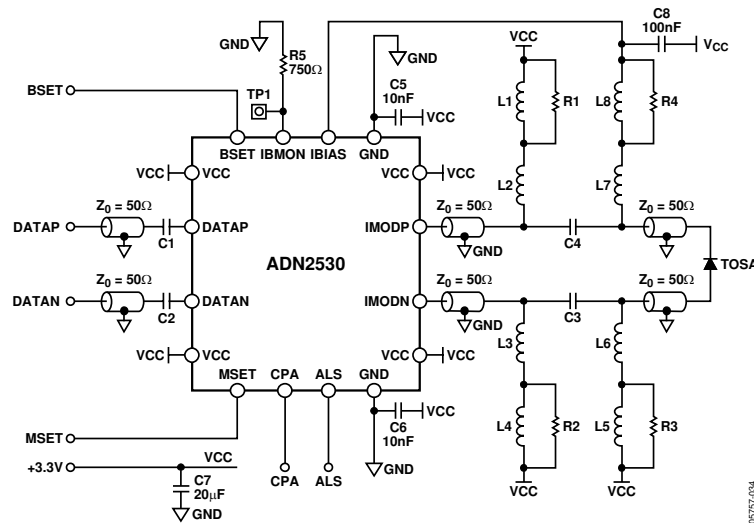 C8
100nF
VCC
GND
R5
750Ω
GND
VCC
BSET
TP1
C5
10nF
VCC
L1
R1
L8
R4
BSET IBMON IBIAS GND
VCC
VCC
VCC
VCC
L2
L7
Z0 = 50Ω
Z0 = 50Ω
Z0 = 50Ω
DATAP
C1
DATAP
IMODP
GND
C4
ADN2530
TOSA
Z0 = 50Ω
Z0 = 50Ω
Z0 = 50Ω
DATAN
C2
DATAN
IMODN
GND
C3
L3
L6
VCC
VCC
VCC
VCC
MSET CPA ALS GND
VCC
C6
10nF
L4
R2
L5
R3
MSET
GND
+3.3V
VCC
CPA
ALS
VCC
VCC
C7
20μF
GND
05757-034